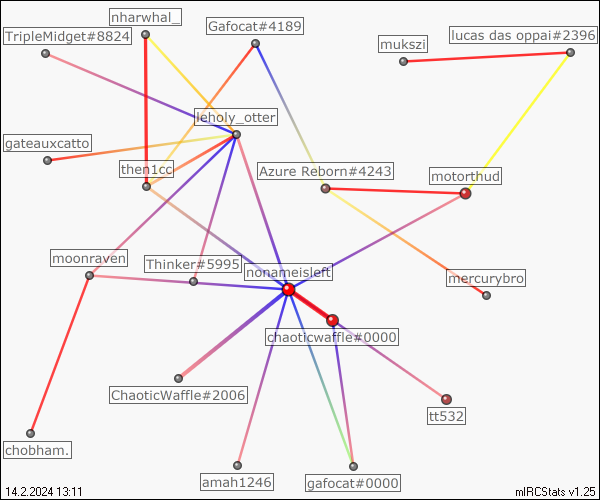 nharwhal_
Gafocat#4189
TripleMidget#8824
lucas das oppai#2396
mukszi
leholy_otter
gateauxcatto
then1cc
Azure Reborn#4243
motorthud
moonraven
Thinker#5995
nonameisleft
mercurybro
chaoticwaffle#0000
ChaoticWaffle#2006
tt532
chobham.
amah1246
gafocat#0000
14.2.2024 13:11
mIRCStats v1.25